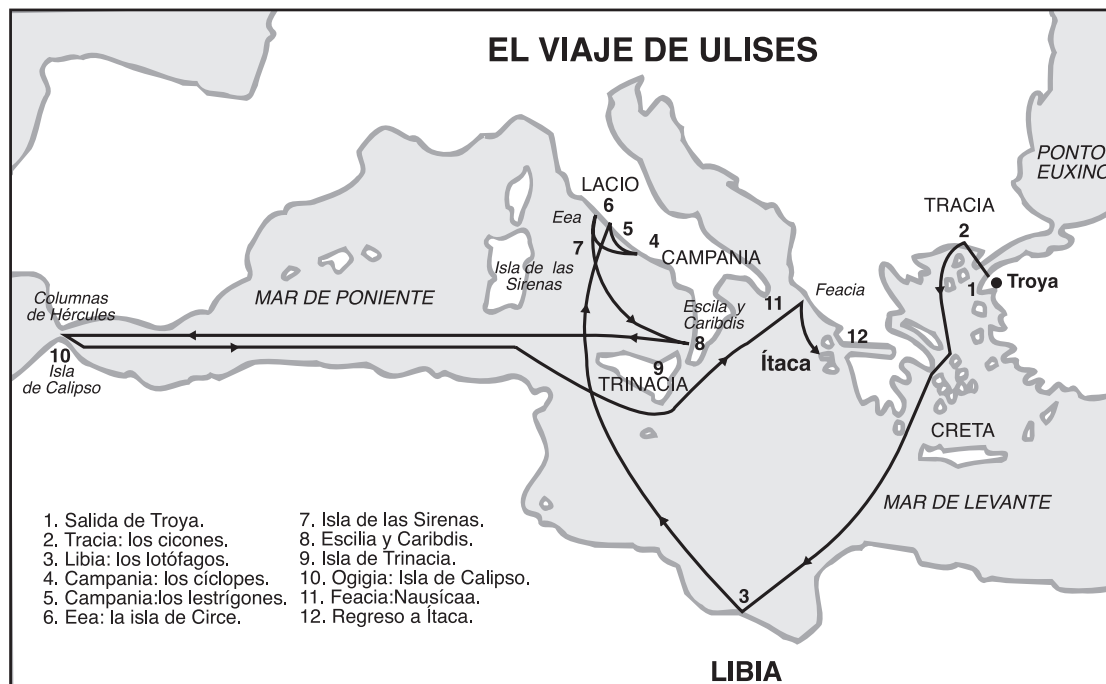 EL VIAJE DE ULISES
PONTO
EUXINO
LACIO
6
Eea
5
4
CAMPANIA
7
Isla de las
Sirenas
TRACIA
2
1
Troya
MAR DE PONIENTE
Columnas
de Hércules
Escila y
Caribdis
11
Feacia
12
8
Ítaca
10
Isla
de Calipso
9
TRINACIA
CRETA
MAR DE LEVANTE
3
LIBIA
1. Salida de Troya.
2. Tracia: los cicones.
3. Libia: los lotófagos.
4. Campania: los cíclopes.
5. Campania:los lestrígones.
6. Eea: la isla de Circe.
7. Isla de las Sirenas.
8. Escilia y Caribdis.
9. Isla de Trinacia.
10. Ogigia: Isla de Calipso.
11. Feacia:Nausícaa.
12. Regreso a Ítaca.